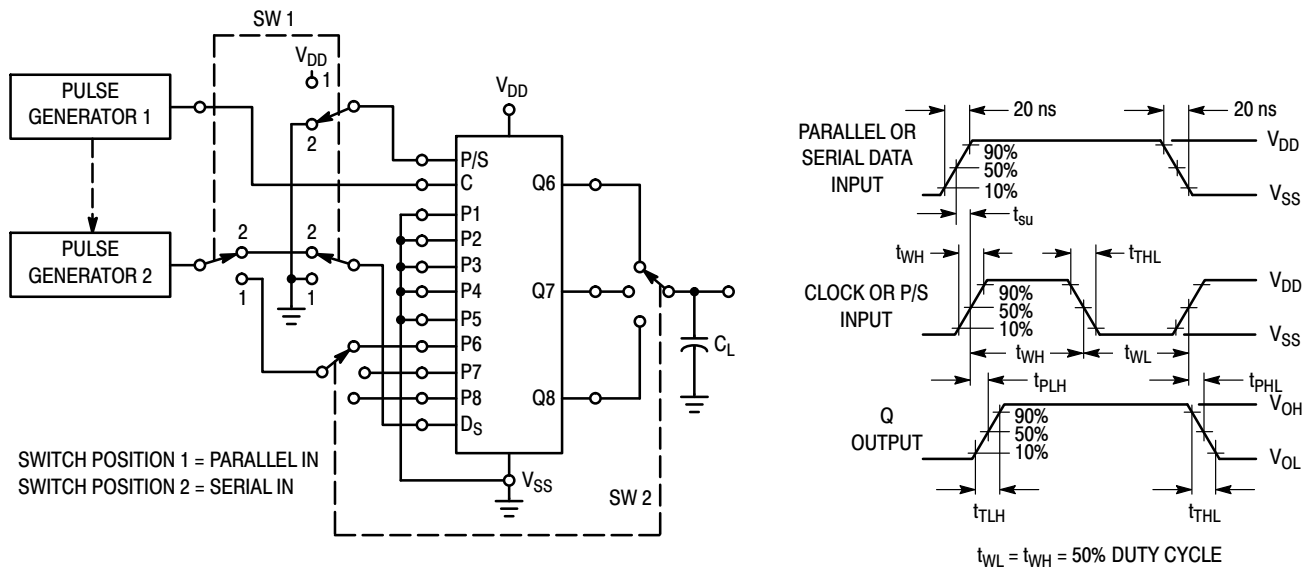 SW 1
V_DD
1
2
PULSE
GENERATOR 1
PULSE
GENERATOR 2
2
1
2
1
V_DD
P/S
C
P1
P2
P3
P4
P5
P6
P7
P8
D_S
Q6
Q7
Q8
V_SS
C_L
SW 2
SWITCH POSITION 1 = PARALLEL IN
SWITCH POSITION 2 = SERIAL IN
PARALLEL OR
SERIAL DATA
INPUT
20 ns
20 ns
90%
50%
10%
V_DD
V_SS
t_su
t_WH
t_THL
CLOCK OR P/S
INPUT
90%
50%
10%
V_DD
V_SS
t_WH
t_WL
t_PLH
t_PHL
Q
OUTPUT
90%
50%
10%
V_OH
V_OL
t_TLH
t_THL
t_WL = t_WH = 50% DUTY CYCLE